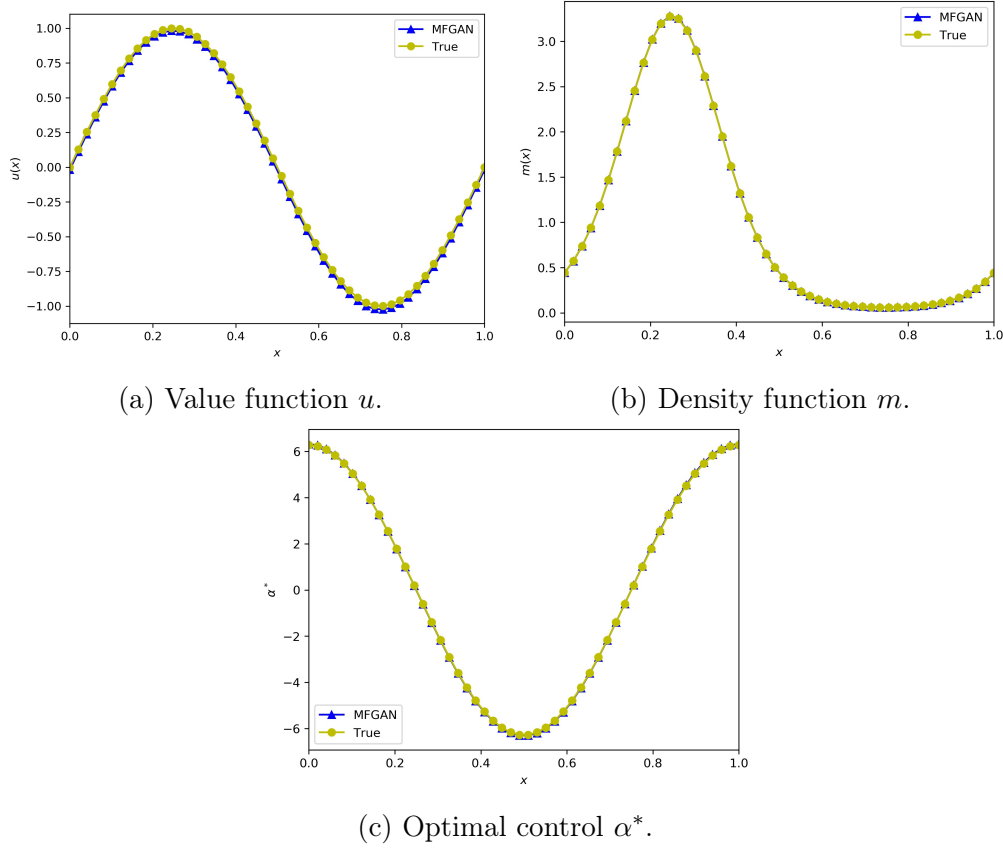 1.00
0.75
0.50
0.25
0.00
−0.25
−0.50
−0.75
−1.00
u(x)
0.0 0.2 0.4 0.6 0.8 1.0
x
MFGAN
True
(a) Value function u.
3.0
2.5
2.0
1.5
1.0
0.5
0.0
m(x)
0.0 0.2 0.4 0.6 0.8 1.0
x
MFGAN
True
(b) Density function m.
6
4
2
0
−2
−4
−6
α*
0.0 0.2 0.4 0.6 0.8 1.0
x
MFGAN
True
(c) Optimal control α*.